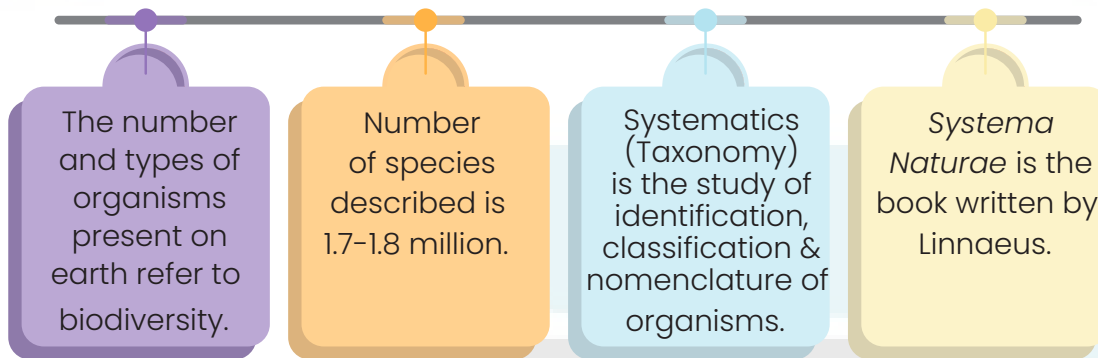 The number
and types of
organisms
present on
earth refer to
biodiversity.
Number
of species
described is
1.7-1.8 million.
Systematics
(Taxonomy)
is the study of
identification,
classification &
nomenclature of
organisms.
Systema
Naturae is the
book written by
Linnaeus.